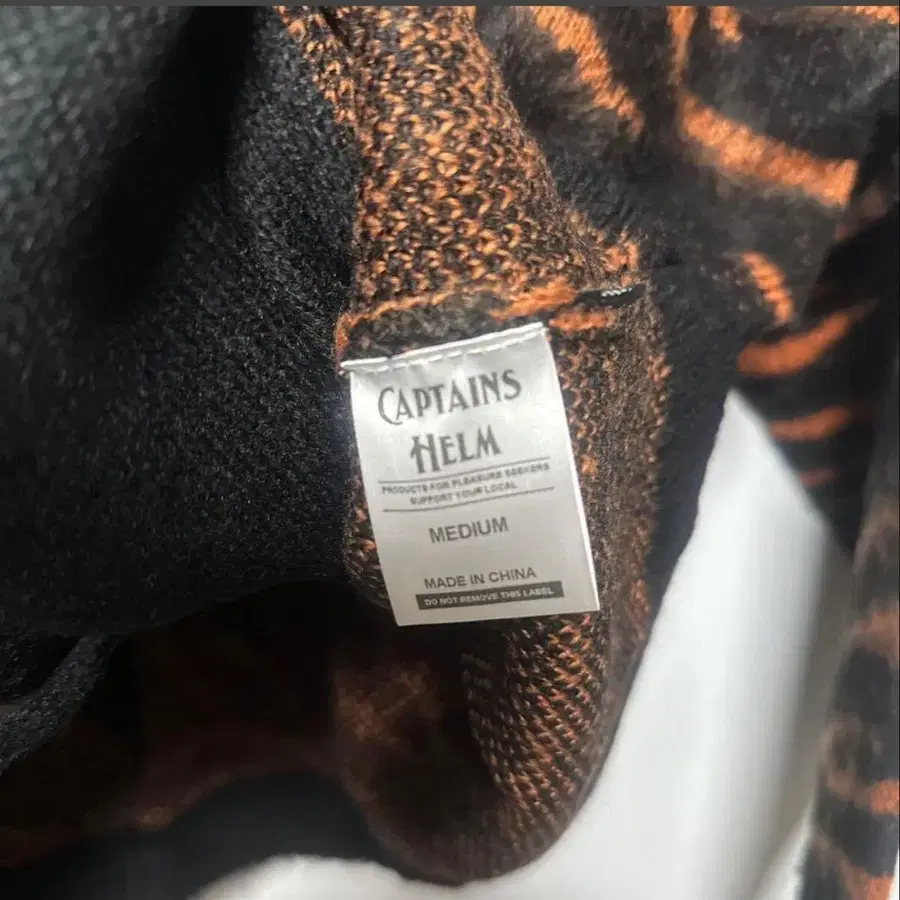 CAPTAINS
HELM
PRODUCTS FOR PLEASURE SEEKERS
SUPPORT YOUR LOCAL
MEDIUM
MADE IN CHINA
DO NOT REMOVE THIS LABEL